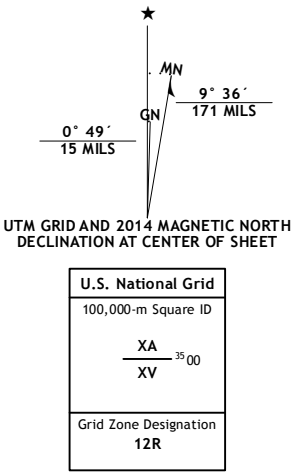 MN
GN
9° 36´
171 MILS
0° 49´
15 MILS
UTM GRID AND 2014 MAGNETIC NORTH
DECLINATION AT CENTER OF SHEET
U.S. National Grid
100,000-m Square ID
XA
3500
XV
Grid Zone Designation
12R